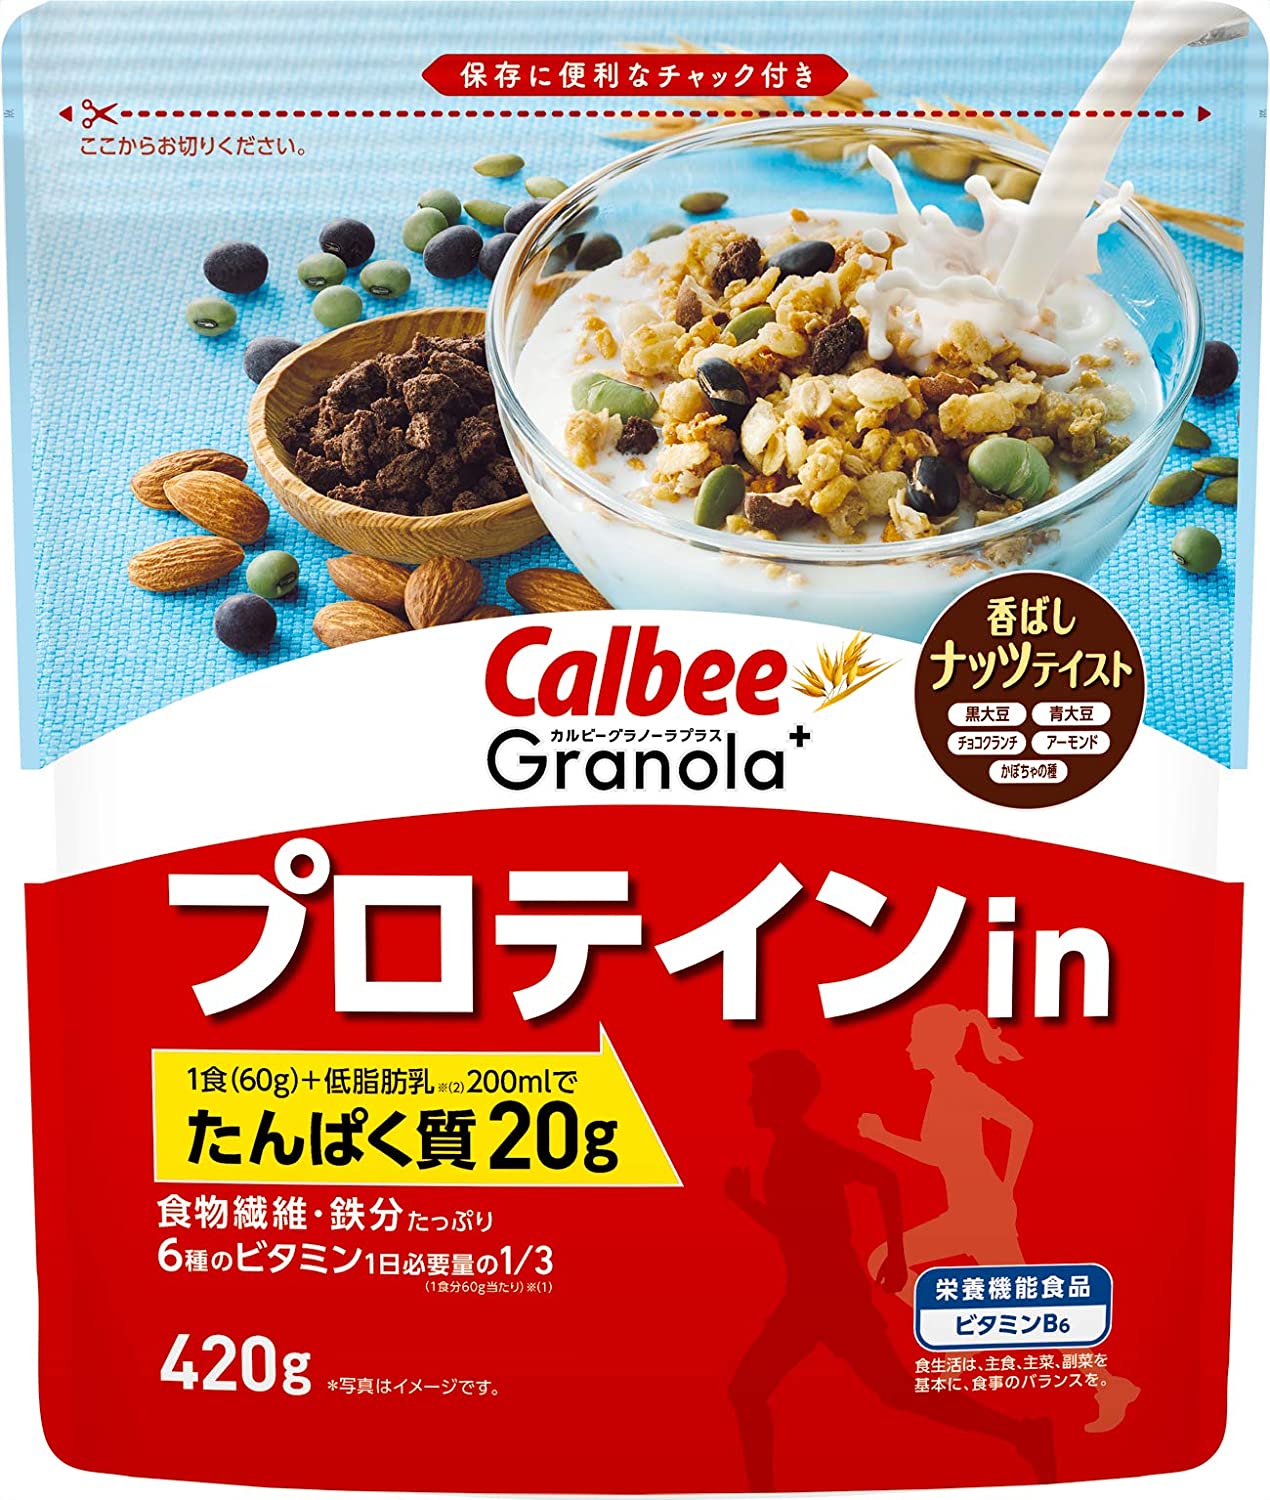 保存に便利なチャック付き
ここからお切りください。
香ばし
ナッツテイスト
黒大豆 青大豆
チョコクランチ アーモンド
かぼちゃの種
Calbee
カルビーグラノーラプラス
Granola+
プロテインin
1食(60g)+低脂肪乳※(2)200mlで
たんぱく質20g
食物繊維・鉄分たっぷり
6種のビタミン1日必要量の1/3
(1食分60g当たり)※(1)
栄養機能食品
ビタミンB6
食生活は、主食、主菜、副菜を
基本に、食事のバランスを。
420g *写真はイメージです。